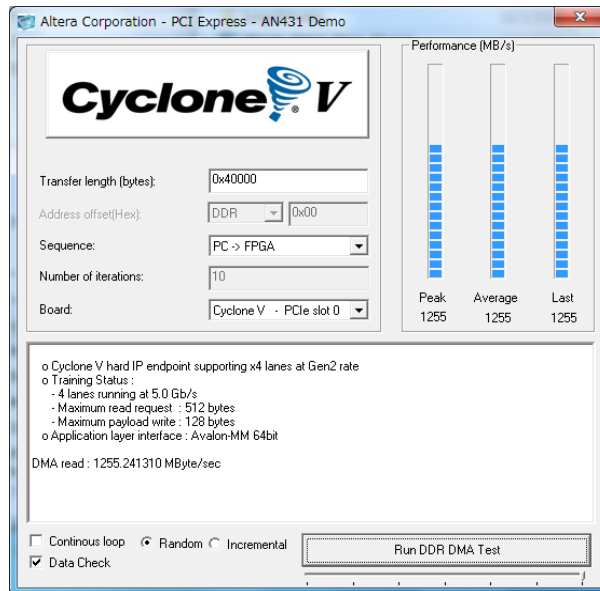 Altera Corporation - PCI Express - AN431 Demo
Cyclone V
Transfer length (bytes): 0x40000
Address offset(Hex): DDR 0x00
Sequence: PC -> FPGA
Number of iterations: 10
Board: Cyclone V - PCIe slot 0
Performance (MB/s)
Peak Average Last
1255 1255 1255
o Cyclone V hard IP endpoint supporting x4 lanes at Gen2 rate
o Training Status :
- 4 lanes running at 5.0 Gb/s
- Maximum read request : 512 bytes
- Maximum payload write : 128 bytes
o Application layer interface : Avalon-MM 64bit
DMA read : 1255.241310 MByte/sec
Continous loop Random Incremental
Data Check
Run DDR DMA Test